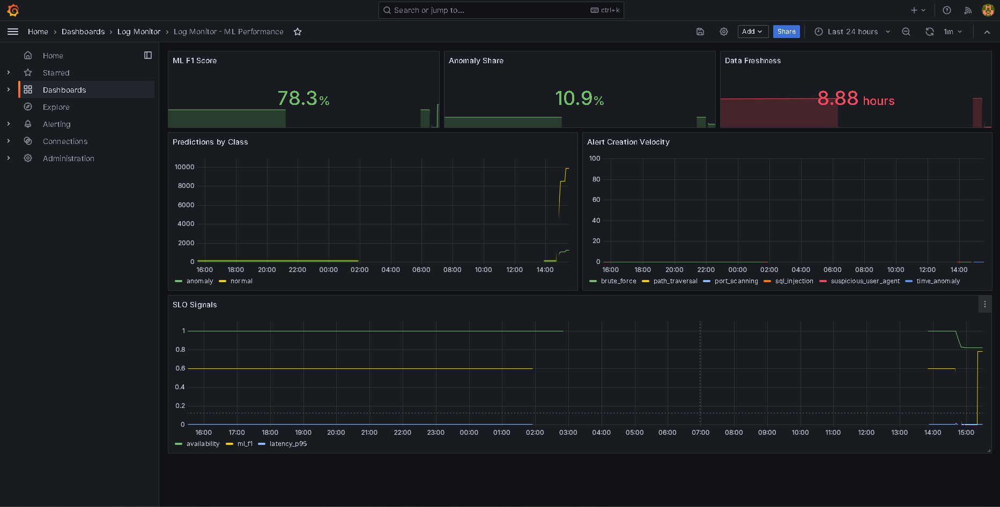 Search or jump to...
ctrl+k
Home › Dashboards › Log Monitor › Log Monitor - ML Performance
Add
Share
Last 24 hours
1m
Home
Starred
Dashboards
Explore
Alerting
Connections
Administration
ML F1 Score
78.3%
Anomaly Share
10.9%
Data Freshness
8.88 hours
Predictions by Class
10000
8000
6000
4000
2000
0
16:00 18:00 20:00 22:00 00:00 02:00 04:00 06:00 08:00 10:00 12:00 14:00
anomaly normal
Alert Creation Velocity
100
80
60
40
20
0
16:00 18:00 20:00 22:00 00:00 02:00 04:00 06:00 08:00 10:00 12:00 14:00
brute_force path_traversal port_scanning sql_injection suspicious_user_agent time_anomaly
SLO Signals
1
0.8
0.6
0.4
0.2
0
16:00 17:00 18:00 19:00 20:00 21:00 22:00 23:00 00:00 01:00 02:00 03:00 04:00 05:00 06:00 07:00 08:00 09:00 10:00 11:00 12:00 13:00 14:00 15:00
availability ml_f1 latency_p95